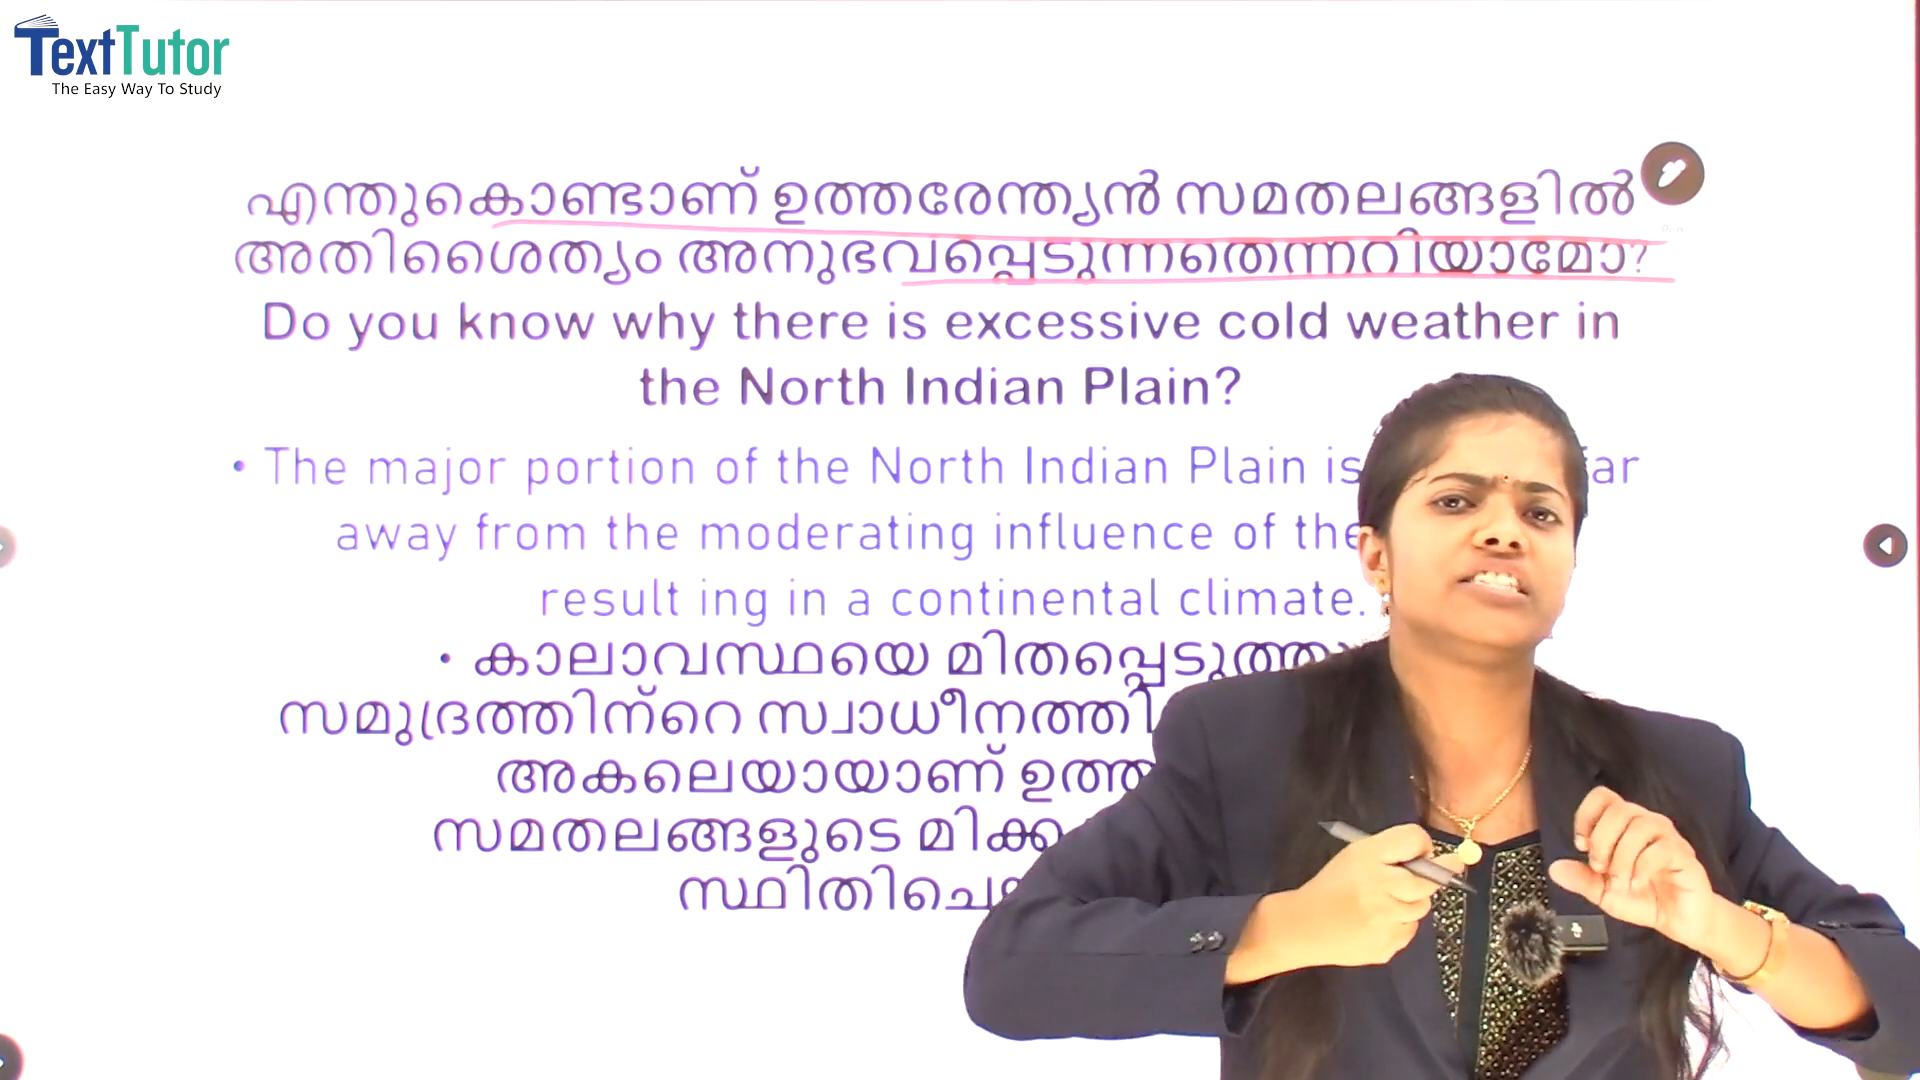 TextTutor
The Easy Way To Study
എന്തുകൊണ്ടാണ് ഉത്തരേന്ത്യൻ സമതലങ്ങളിൽ
അതിശൈത്യം അനുഭവപ്പെടുന്നതെന്നറിയാമോ?
Do you know why there is excessive cold weather in
the North Indian Plain?
• The major portion of the North Indian Plain is far
away from the moderating influence of the
result ing in a continental climate.
• കാലാവസ്ഥയെ
സമുദ്രത്തിന്റെ
അകലെയായാണ്
സമതലങ്ങളുടെ